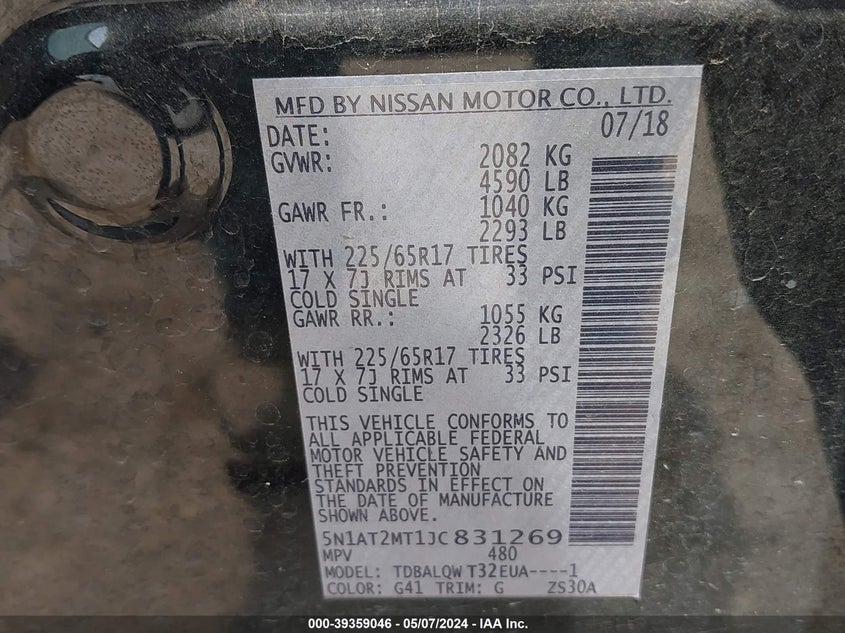 MFD BY NISSAN MOTOR CO., LTD.
DATE: 07/18
GVWR: 2082 KG
4590 LB
GAWR FR.: 1040 KG
2293 LB
WITH 225/65R17 TIRES
17 X 7J RIMS AT 33 PSI
COLD SINGLE
GAWR RR.: 1055 KG
2326 LB
WITH 225/65R17 TIRES
17 X 7J RIMS AT 33 PSI
COLD SINGLE
THIS VEHICLE CONFORMS TO
ALL APPLICABLE FEDERAL
MOTOR VEHICLE SAFETY AND
THEFT PREVENTION
STANDARDS IN EFFECT ON
THE DATE OF MANUFACTURE
SHOWN ABOVE.
5N1AT2MT1JC831269
MPV 480
MODEL: TDBALQW T32EUA----1
COLOR: G41 TRIM: G ZS30A
000-39359046 - 05/07/2024 - IAA Inc.